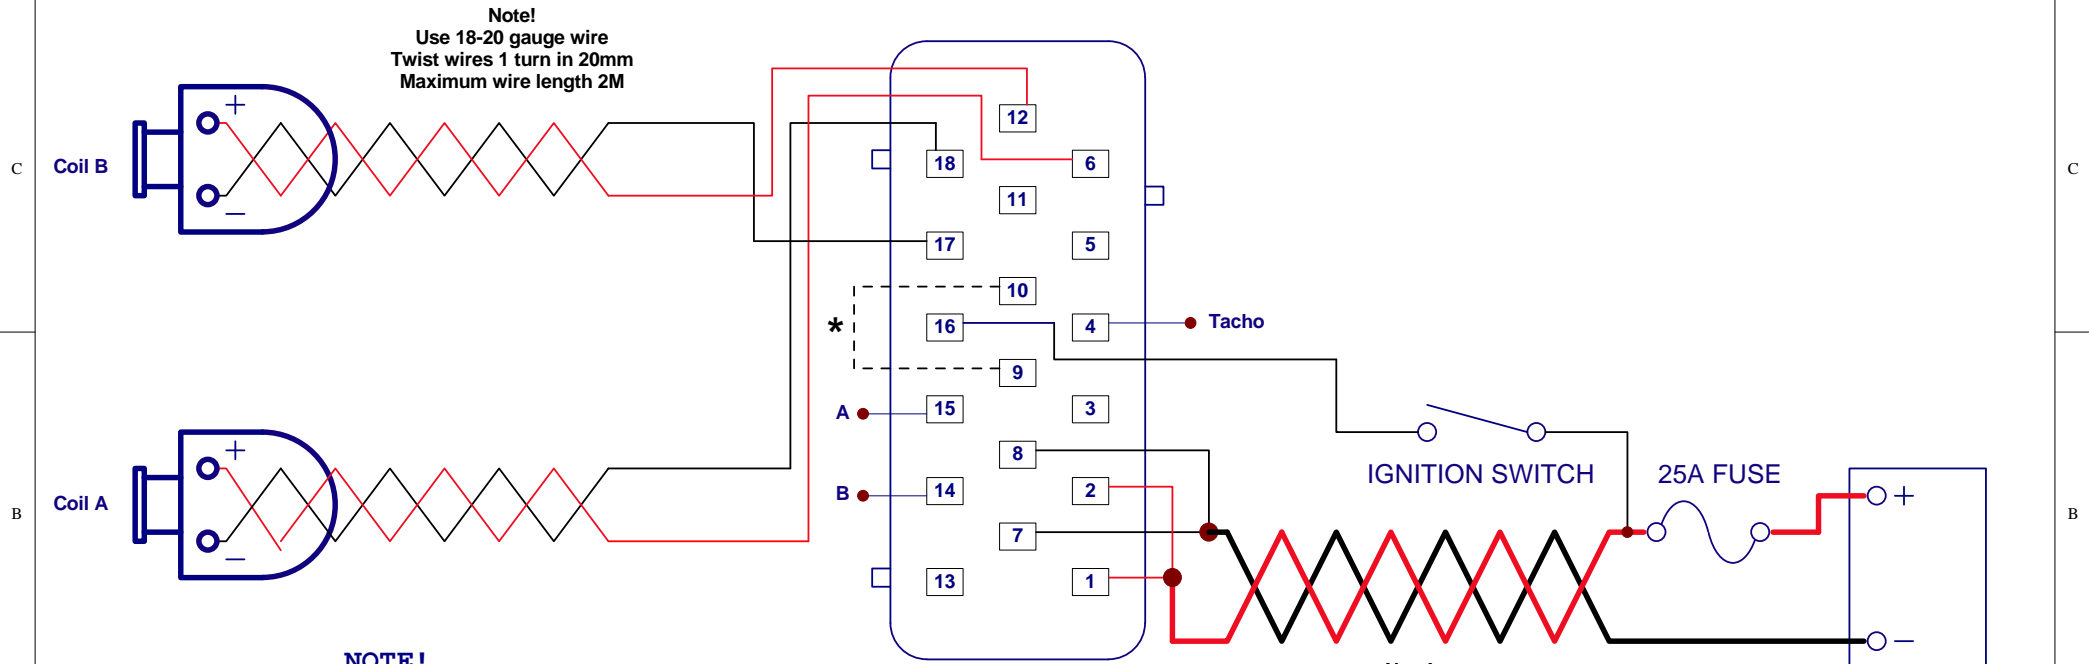 Note!
Use 18-20 gauge wire
Twist wires 1 turn in 20mm
Maximum wire length 2M
C
Coil B
+
−
12
18
6
11
17
5
10
*
16
4
Tacho
9
A
15
3
8
B
14
2
7
13
1
C
IGNITION SWITCH
25A FUSE
+
−
B
Coil A
+
−
B
NOTE!